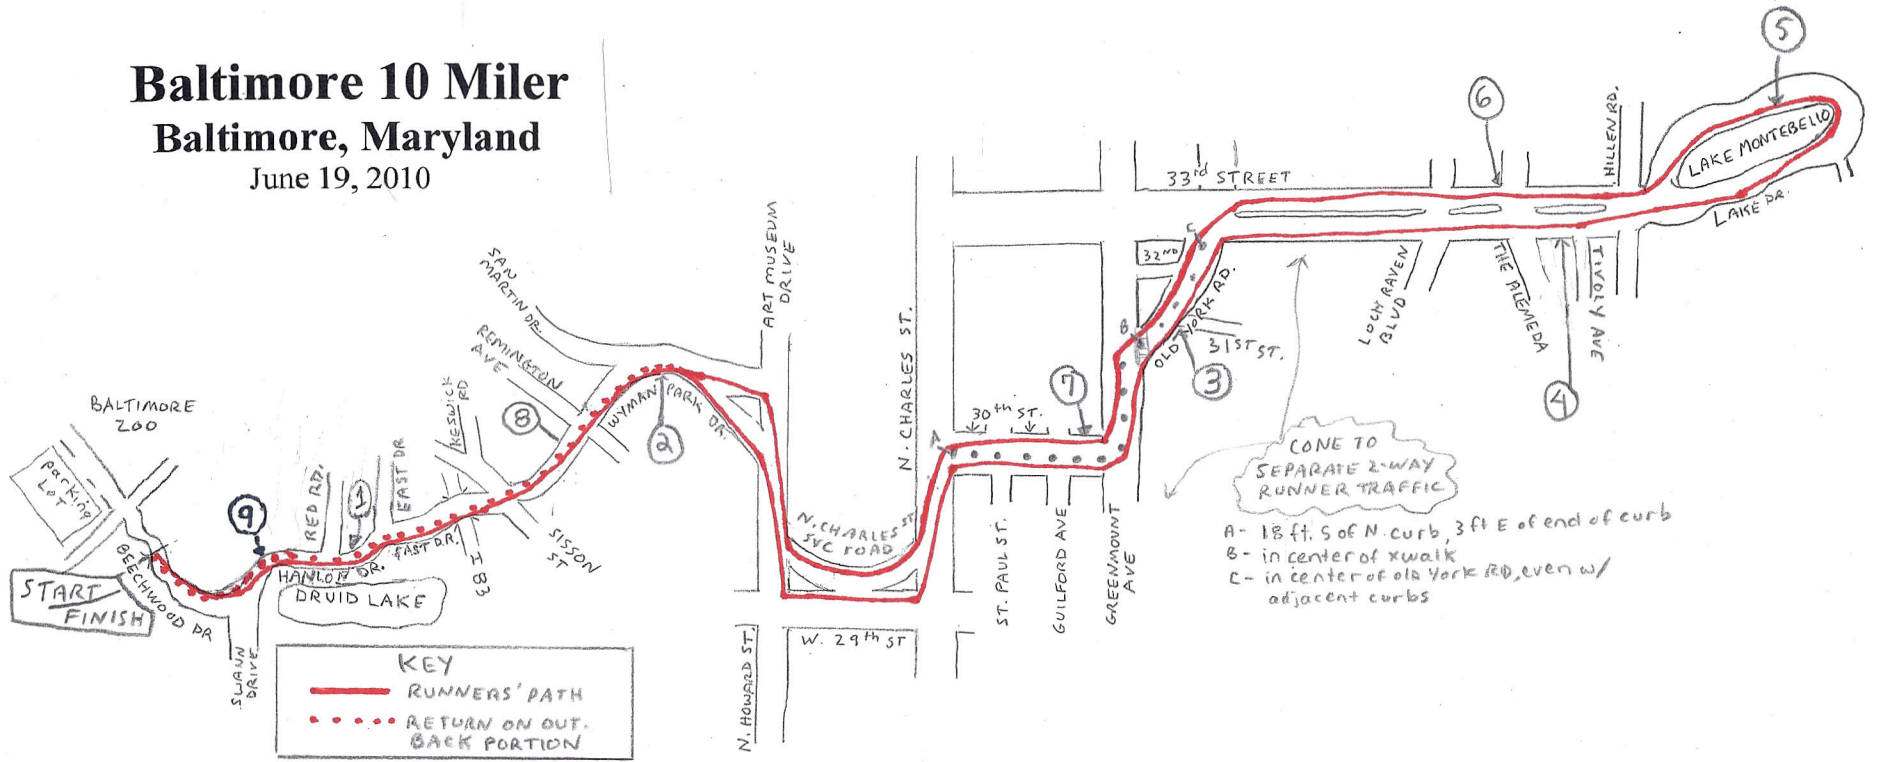 Baltimore 10 Miler
Baltimore, Maryland
June 19, 2010
5
6
HILLEN RD.
LAKE MONTEBELLO
LAKE DR.
33rd STREET
C
32ND
OLD YORK RD.
B
31ST ST.
3
LOCH RAVEN
BLVD
THE ALEMEDA
4
TIVOLY AVE
SAN
MARTIN DR.
ART MUSEUM
DRIVE
REMINGTON
AVE
KESWICK
RD
8
WYMAN PARK DR.
2
N. CHARLES ST.
7
30th ST.
A
BALTIMORE
ZOO
Parking
LOT
9
RED RD.
1
EAST DR
EAST DR.
HANLON DR.
DRUID LAKE
I 83
SISSON
ST
START
FINISH
BEECHWOOD DR
SWANN
DRIVE
N. CHARLES ST
SVC ROAD
W. 29th ST
N. HOWARD ST.
ST. PAUL ST.
GUILFORD AVE
GREENMOUNT
AVE
CONE TO
SEPARATE 2-WAY
RUNNER TRAFFIC
A- 18 ft. S of N. curb, 3 ft E of end of curb
B- in center of xwalk
C- in center of old York RD, even w/
adjacent curbs
KEY
RUNNERS' PATH
RETURN ON OUT.
BACK PORTION